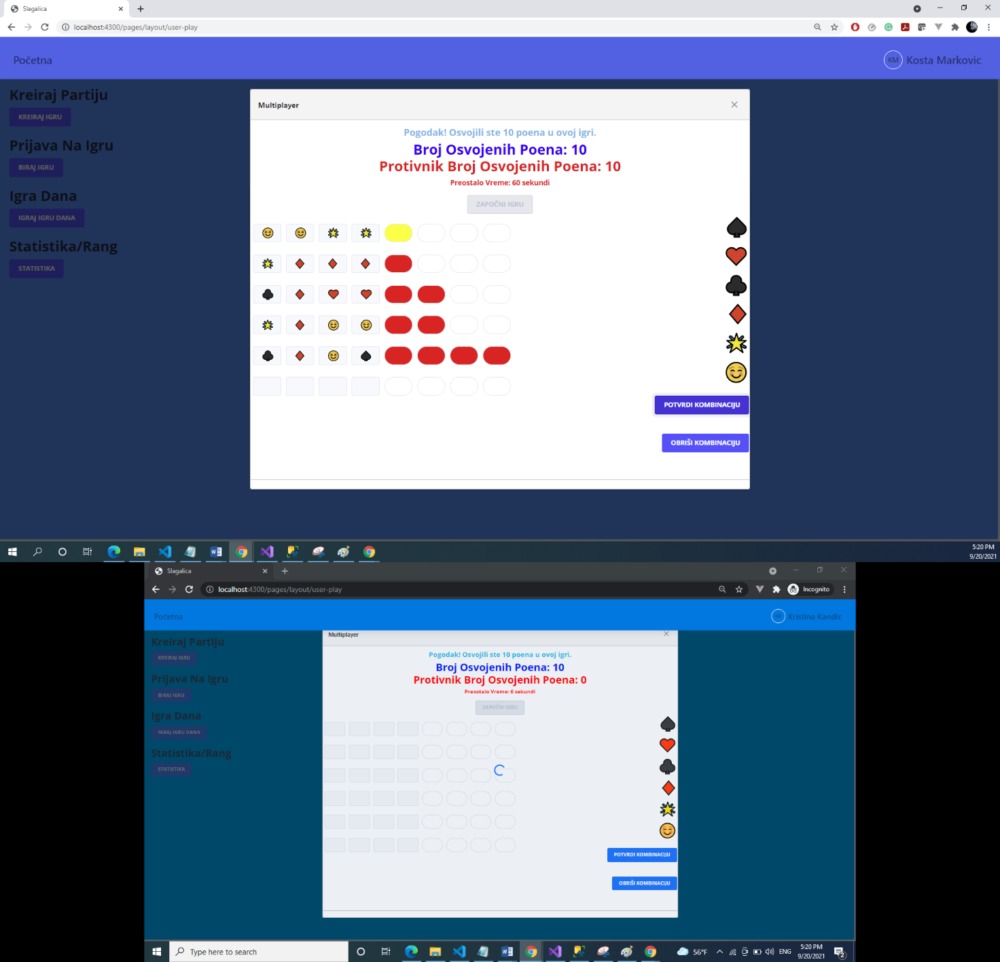 Slagalica
localhost:4300/pages/layout/user-play
Početna
KM Kosta Markovic
Kreiraj Partiju
KREIRAJ IGRU
Prijava Na Igru
BIRAJ IGRU
Igra Dana
IGRAJ IGRU DANA
Statistika/Rang
STATISTIKA
Multiplayer
Pogodak! Osvojili ste 10 poena u ovoj igri.
Broj Osvojenih Poena: 10
Protivnik Broj Osvojenih Poena: 10
Preostalo Vreme: 60 sekundi
ZAPOČNI IGRU
POTVRDI KOMBINACIJU
OBRIŠI KOMBINACIJU
5:20 PM
9/20/2021
Slagalica
localhost:4300/pages/layout/user-play
Incognito
Početna
Kristina Kandic
Kreiraj Partiju
KREIRAJ IGRU
Prijava Na Igru
BIRAJ IGRU
Igra Dana
IGRAJ IGRU DANA
Statistika/Rang
STATISTIKA
Multiplayer
Pogodak! Osvojili ste 10 poena u ovoj igri.
Broj Osvojenih Poena: 10
Protivnik Broj Osvojenih Poena: 0
Preostalo Vreme: 6 sekundi
ZAPOČNI IGRU
POTVRDI KOMBINACIJU
OBRIŠI KOMBINACIJU
Type here to search
56°F
ENG
5:20 PM
9/20/2021
2